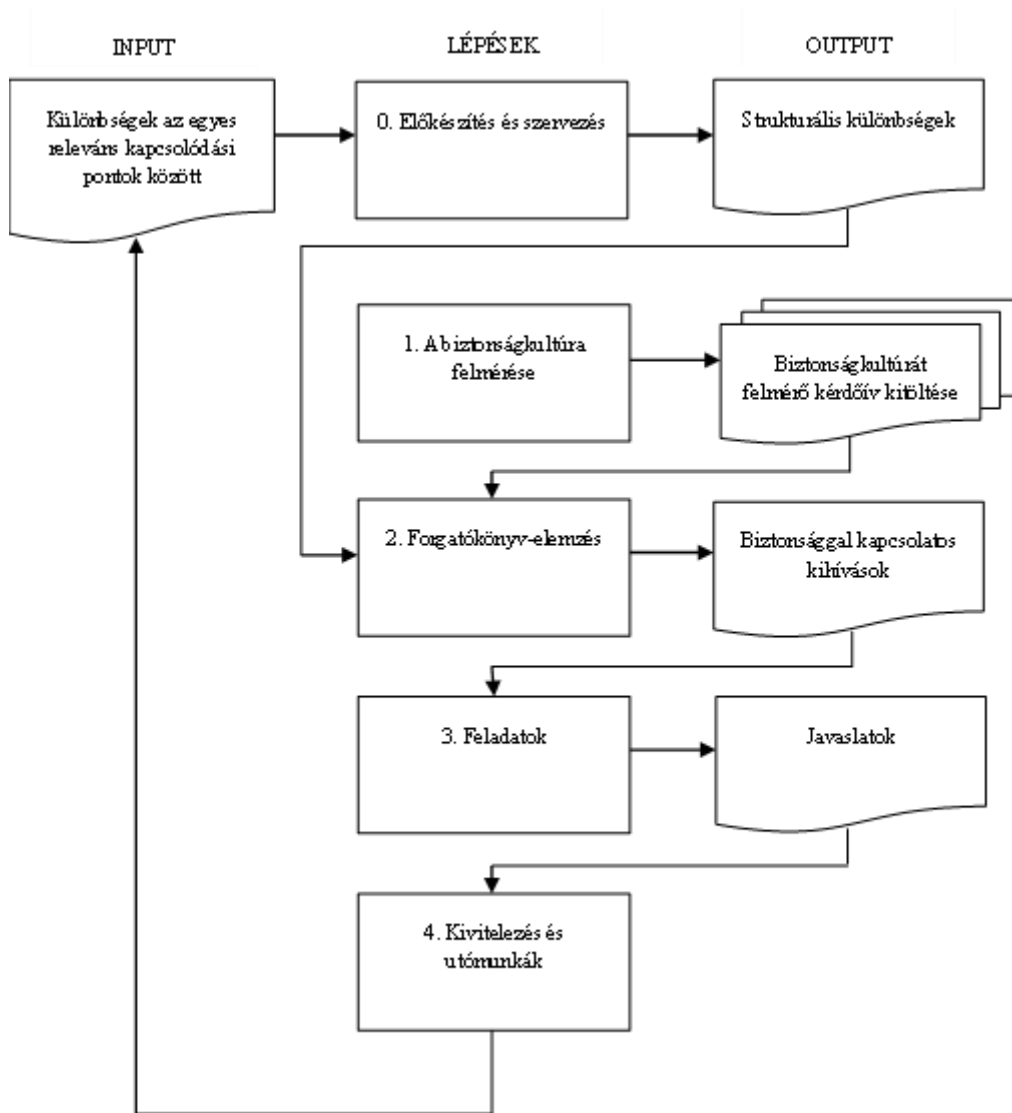 INPUT
LÉPÉSEK
OUTPUT
Különbségek az egyes
releváns kapcsolódási
pontok között
0. Előkészítés és szervezés
Strukturális különbségek
1. A biztonságkultúra
felmérése
Biztonságkultúrát
felmérő kérdőív kitöltése
2. Forgatókönyv-elemzés
Biztonsággal kapcsolatos
kihívások
3. Feladatok
Javaslatok
4. Kivitelezés és
utómunkák